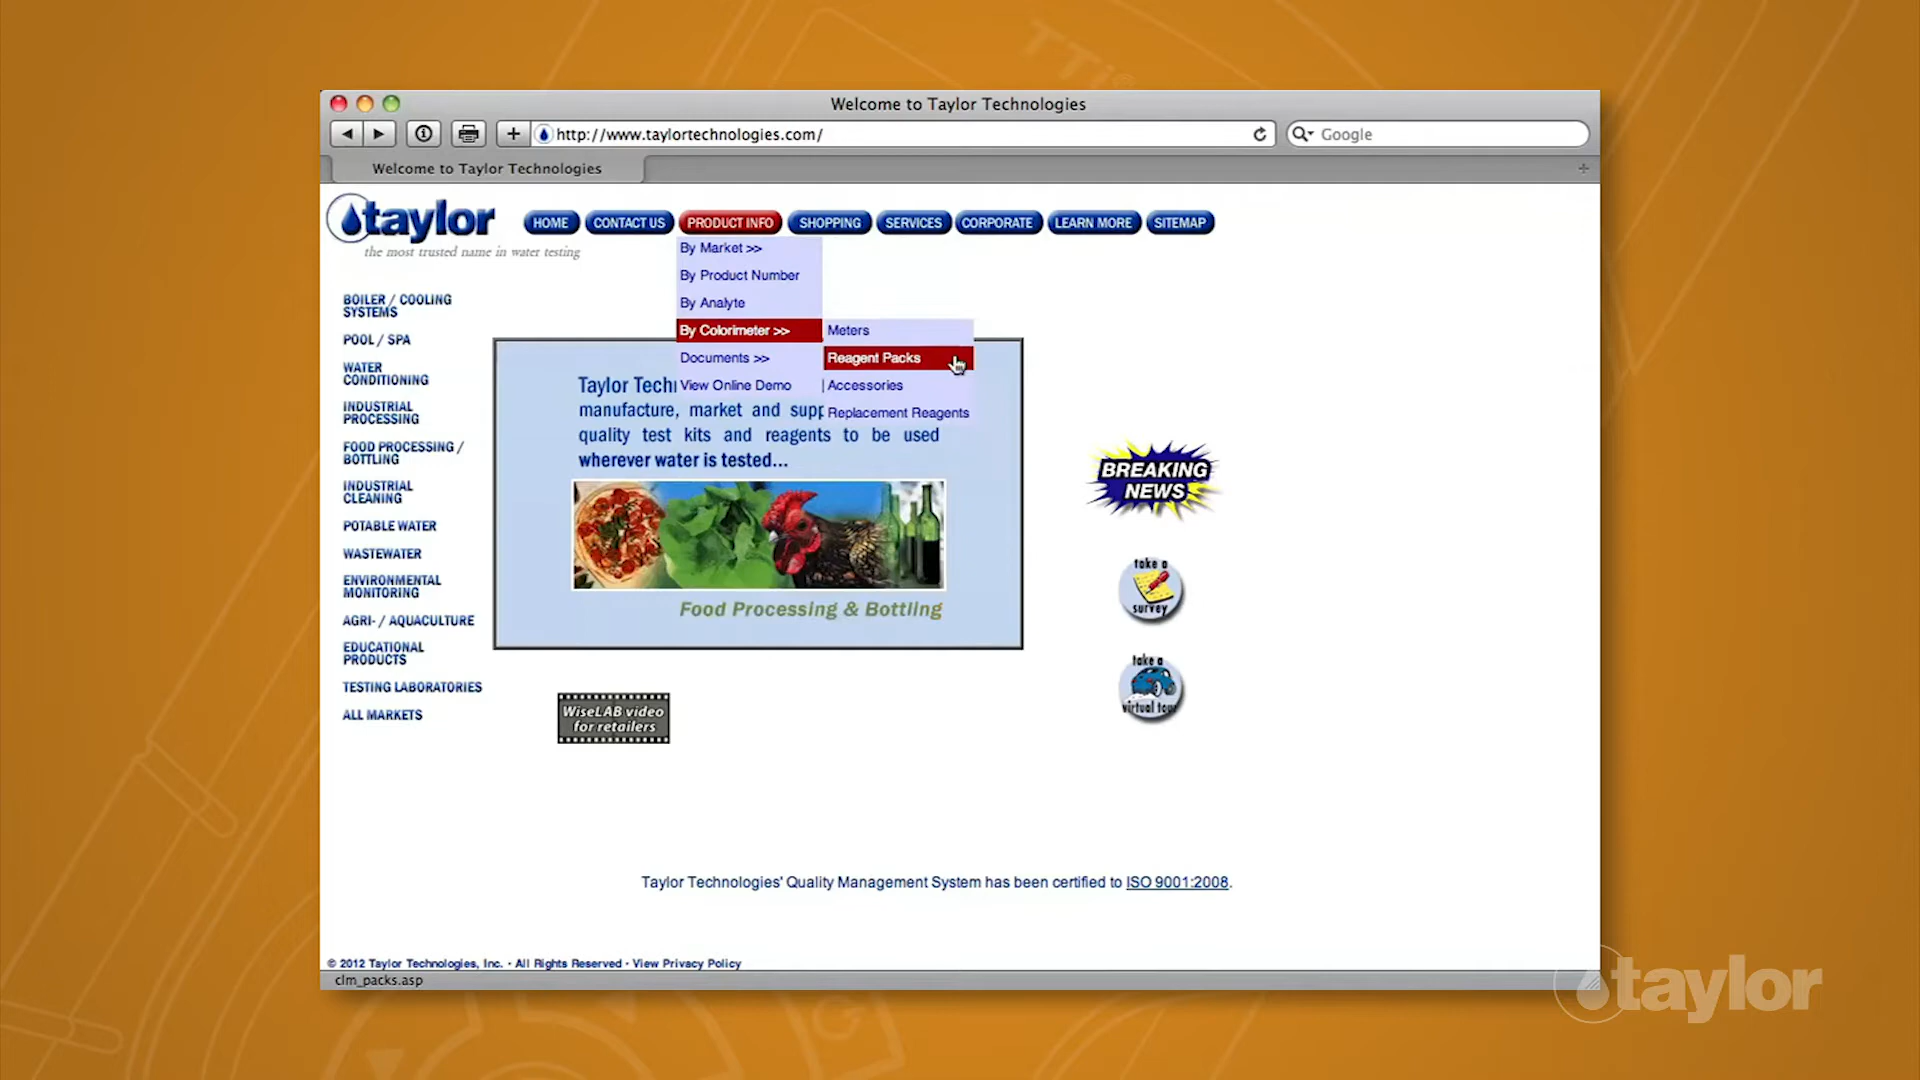 TTi
Welcome to Taylor Technologies
http://www.taylortechnologies.com/
Google
Welcome to Taylor Technologies
taylor
the most trusted name in water testing
HOME
CONTACT US
PRODUCT INFO
SHOPPING
SERVICES
CORPORATE
LEARN MORE
SITEMAP
By Market >>
By Product Number
By Analyte
By Colorimeter >>
Documents >>
View Online Demo
Meters
Reagent Packs
Accessories
Replacement Reagents
BOILER / COOLING
SYSTEMS
POOL / SPA
WATER
CONDITIONING
INDUSTRIAL
PROCESSING
FOOD PROCESSING /
BOTTLING
INDUSTRIAL
CLEANING
POTABLE WATER
WASTEWATER
ENVIRONMENTAL
MONITORING
AGRI- / AQUACULTURE
EDUCATIONAL
PRODUCTS
TESTING LABORATORIES
ALL MARKETS
Taylor Tech
manufacture, market and supp
quality test kits and reagents to be used
wherever water is tested...
Food Processing & Bottling
WiseLAB video
for retailers
BREAKING
NEWS
take a
survey
take a
virtual tour
Taylor Technologies' Quality Management System has been certified to ISO 9001:2008.
© 2012 Taylor Technologies, Inc. • All Rights Reserved • View Privacy Policy
clm_packs.asp
taylor